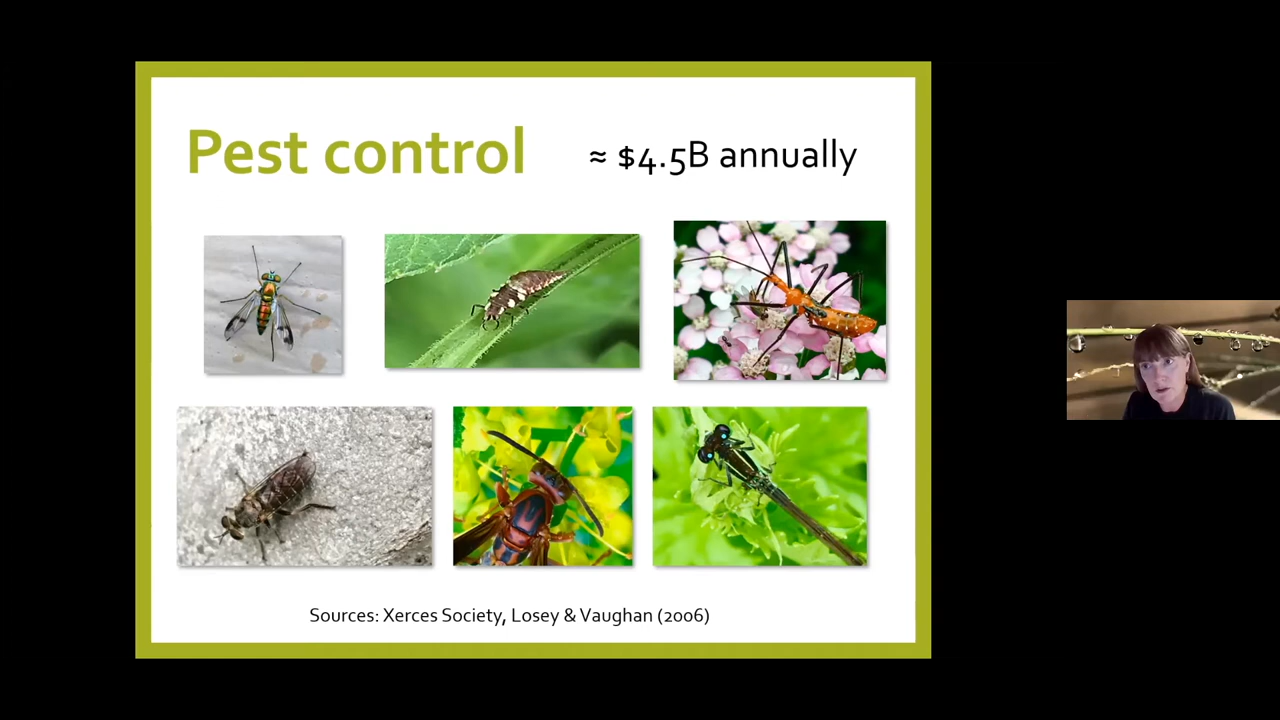 Pest control
≈ $4.5B annually
Sources: Xerces Society, Losey & Vaughan (2006)